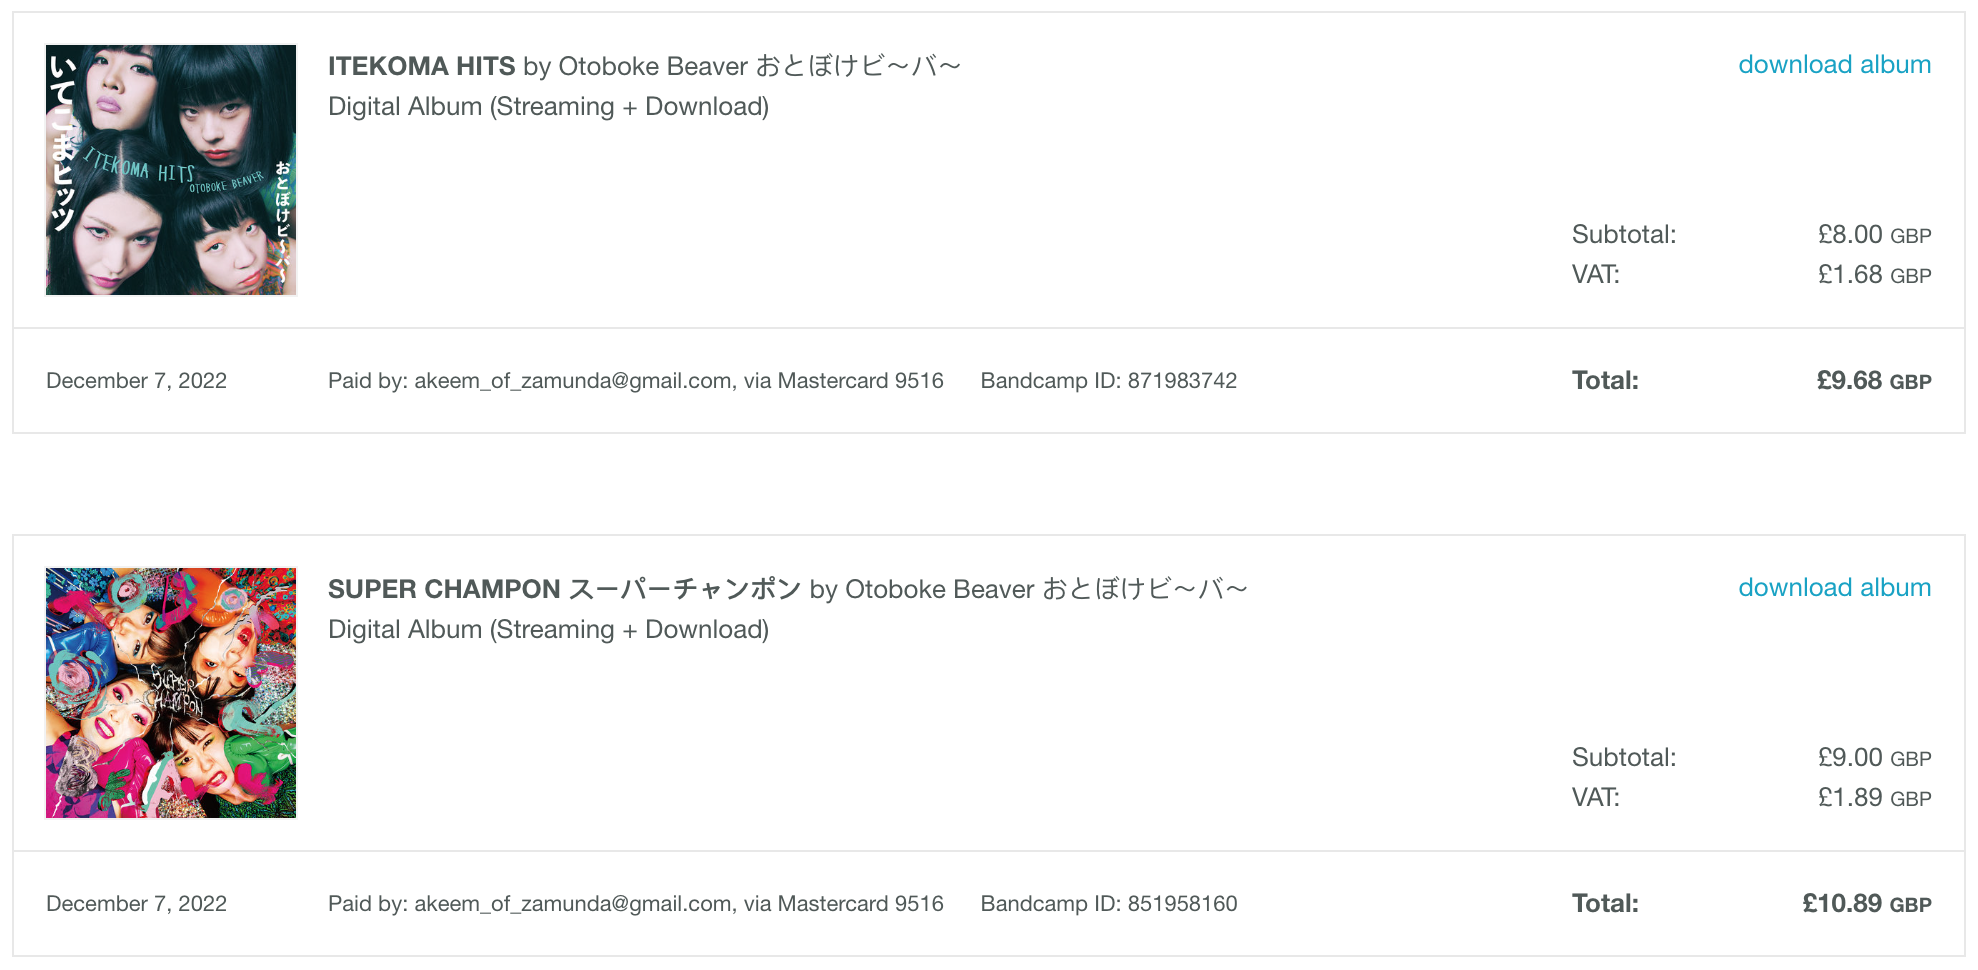 いてこまヒッツ
ITEKOMA HITS
OTOBOKE BEAVER
おとぼけビ〜バ〜
ITEKOMA HITS by Otoboke Beaver おとぼけビ〜バ〜
Digital Album (Streaming + Download)
download album
Subtotal: £8.00 GBP
VAT: £1.68 GBP
December 7, 2022 Paid by: akeem_of_zamunda@gmail.com, via Mastercard 9516 Bandcamp ID: 871983742 Total: £9.68 GBP
SUPER
CHAMPON
SUPER CHAMPON スーパーチャンポン by Otoboke Beaver おとぼけビ〜バ〜
Digital Album (Streaming + Download)
download album
Subtotal: £9.00 GBP
VAT: £1.89 GBP
December 7, 2022 Paid by: akeem_of_zamunda@gmail.com, via Mastercard 9516 Bandcamp ID: 851958160 Total: £10.89 GBP